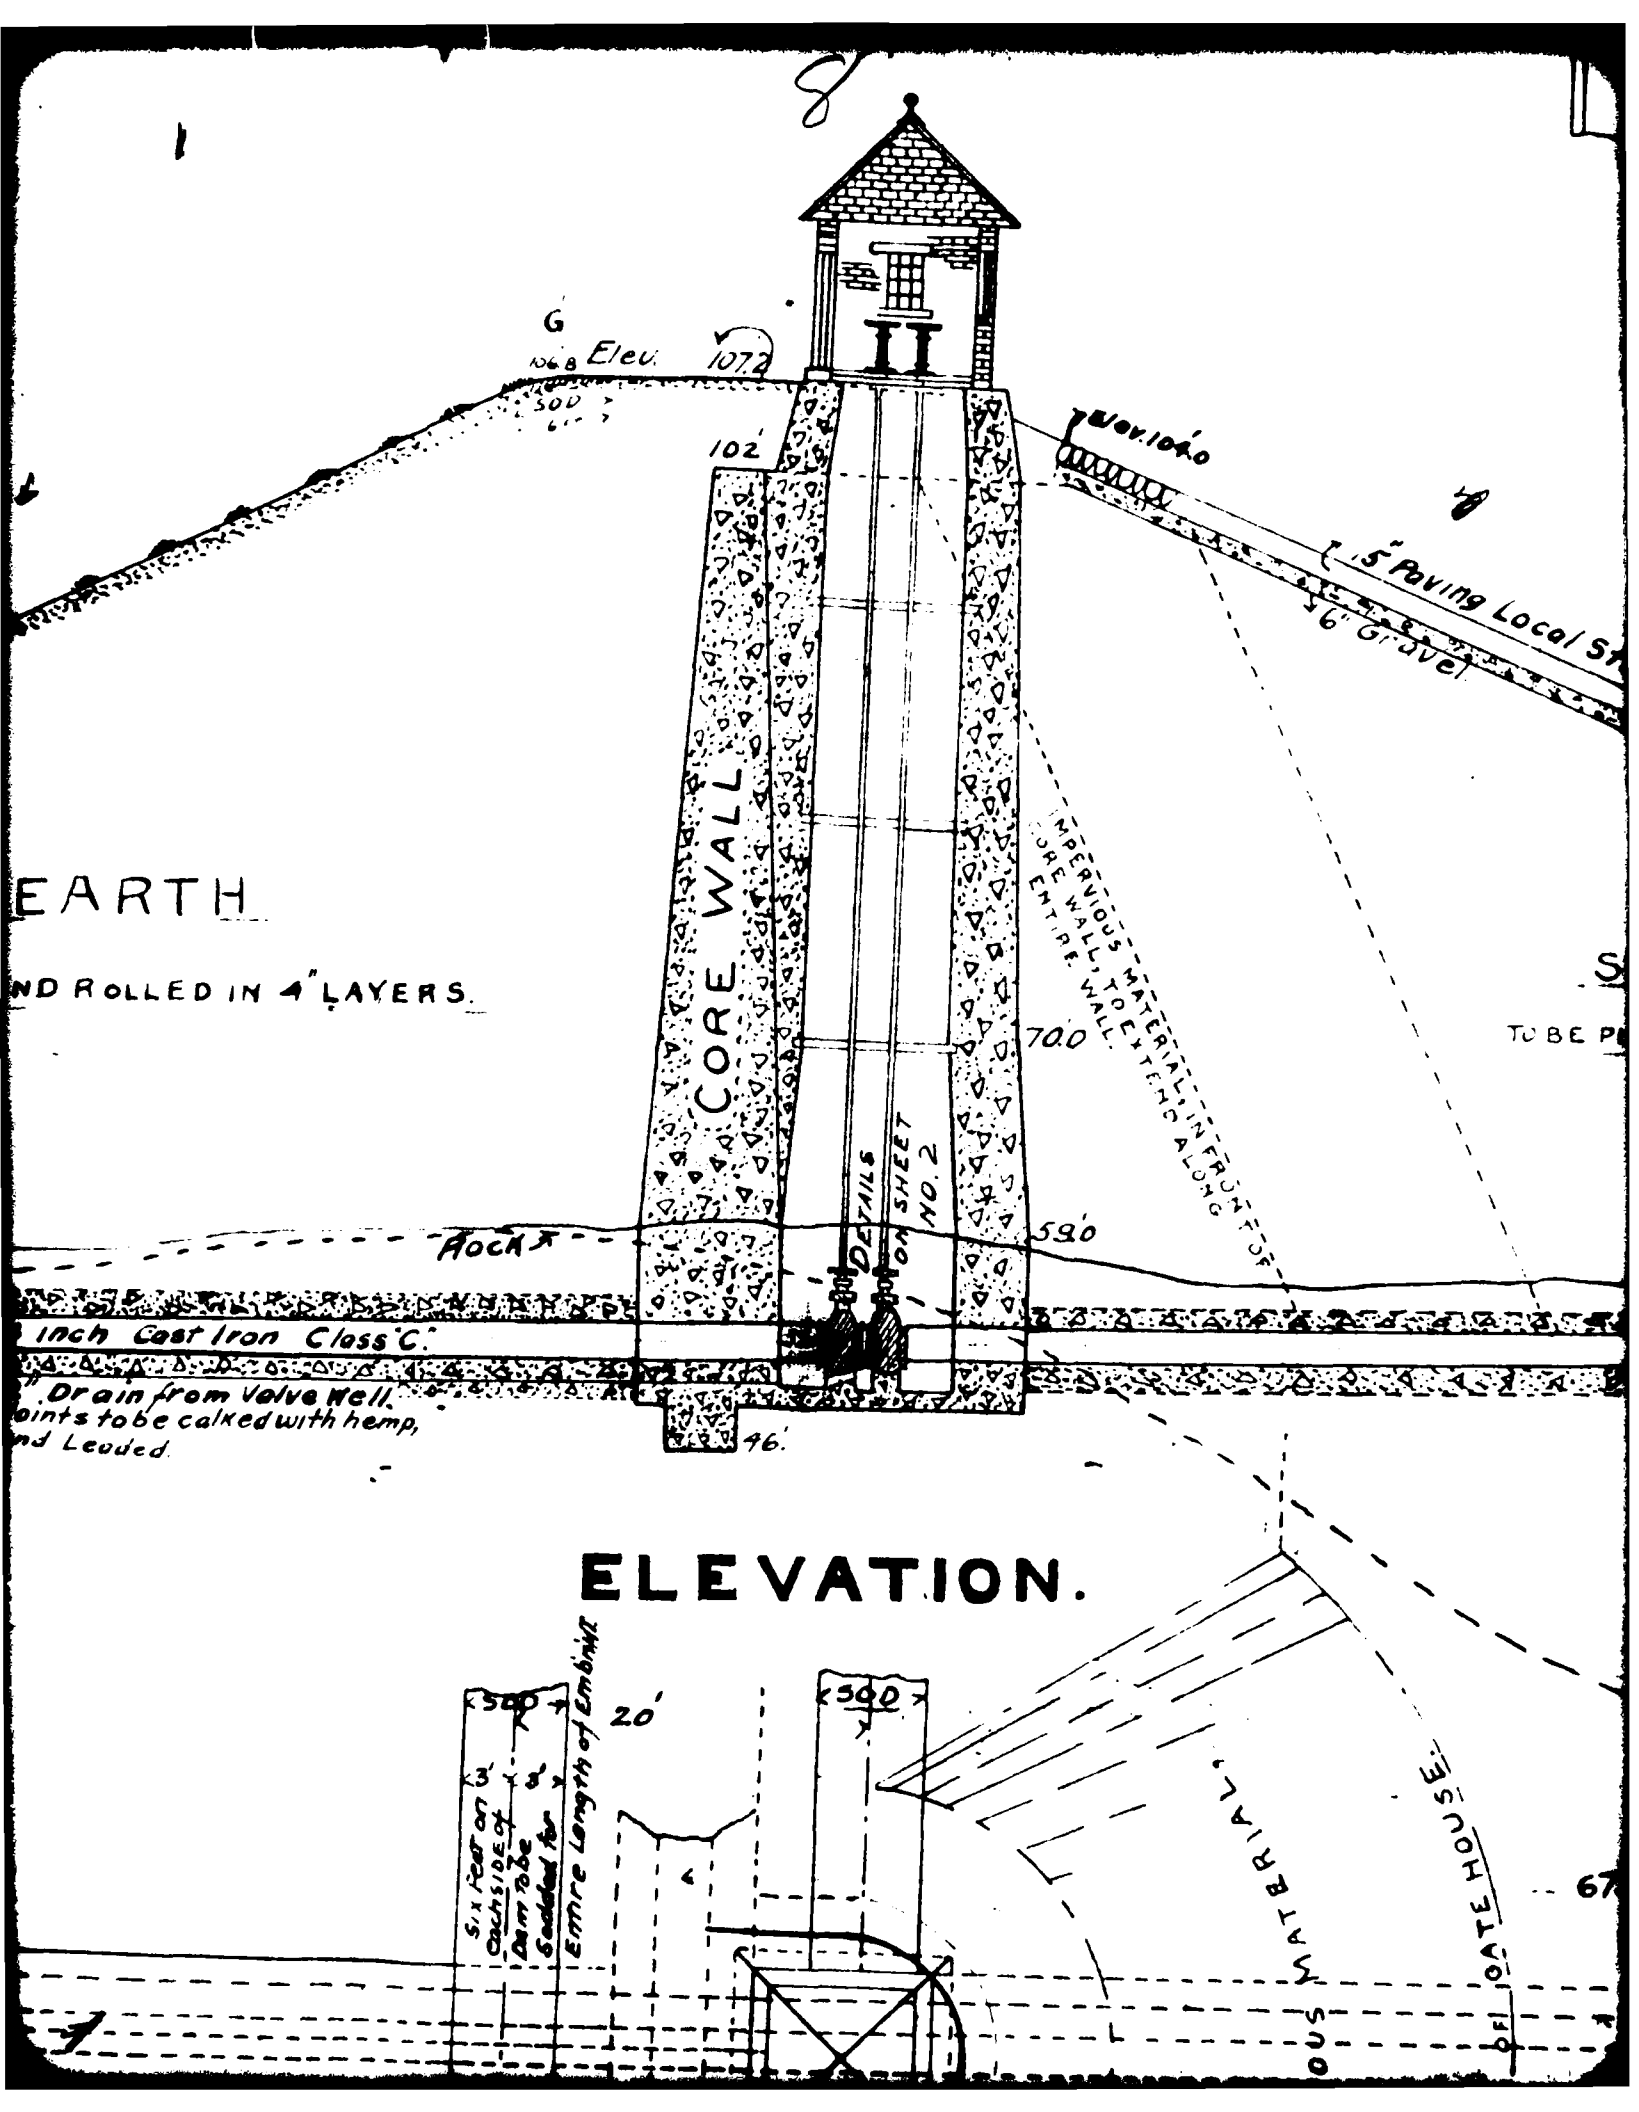 8
G
106.8 Elev. 107.2
SOD
6"
102'
Elev. 104.0
15" Paving Local St
6" Gravel
EARTH
ND ROLLED IN 4" LAYERS.
CORE WALL
IMPERVIOUS MATERIAL, IN FRONT OF
CORE WALL, TO EXTEND ALONG
ENTIRE WALL.
S
TO BE P
70.0
DETAILS
ON SHEET
NO. 2
59.0
ROCK
inch Cast Iron Class "C".
" Drain from Valve Well.
oints to be calked with hemp,
nd Leaded.
46'
ELEVATION.
SOD
20'
SOD
3' 3'
Six Feet on
each SIDE of
Dam to be
Sodded for
Entire Length of Embnkt
OUS MATERIAL,
OF GATE HOUSE.
67